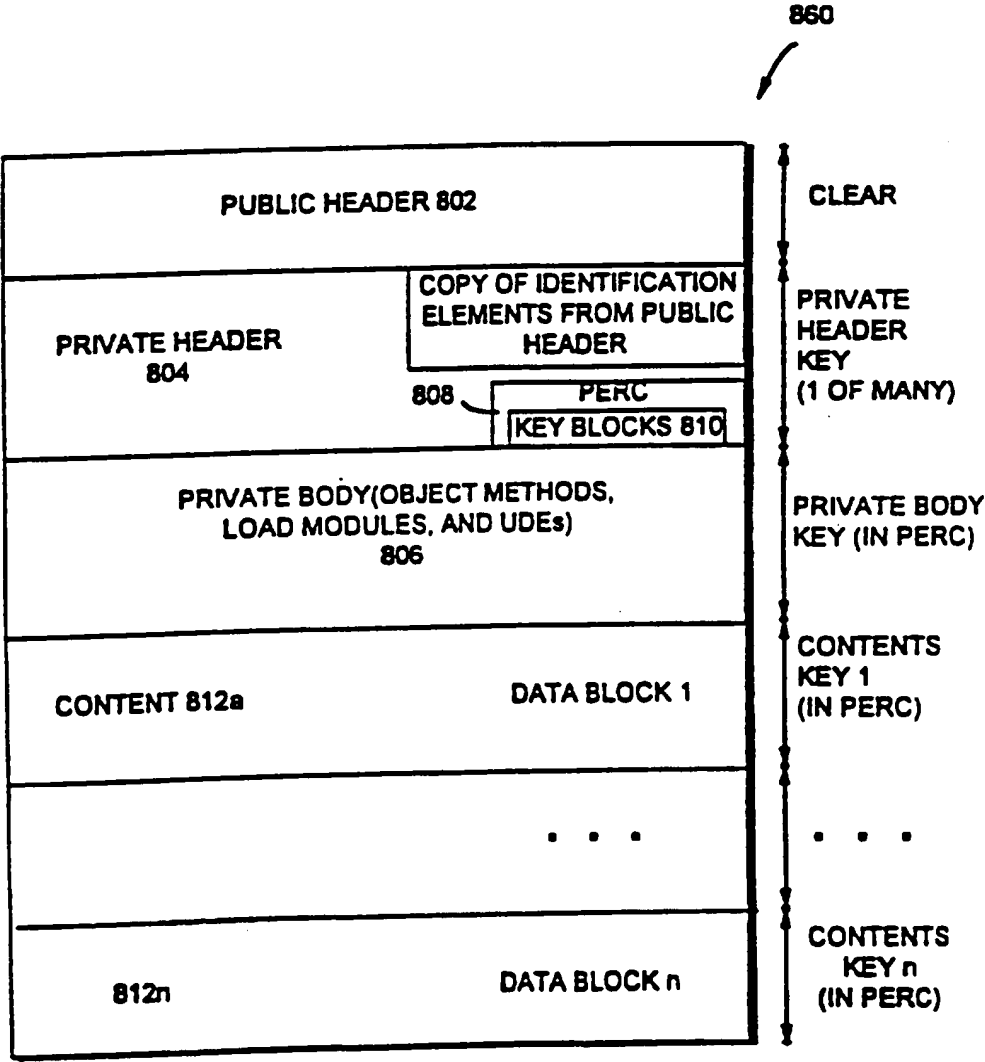 860
PUBLIC HEADER 802
CLEAR
COPY OF IDENTIFICATION
ELEMENTS FROM PUBLIC
HEADER
PRIVATE HEADER
804
PRIVATE
HEADER
KEY
(1 OF MANY)
808
PERC
KEY BLOCKS 810
PRIVATE BODY(OBJECT METHODS,
LOAD MODULES, AND UDEs)
806
PRIVATE BODY
KEY (IN PERC)
CONTENT 812a
DATA BLOCK 1
CONTENTS
KEY 1
(IN PERC)
. . .
. . .
812n
DATA BLOCK n
CONTENTS
KEY n
(IN PERC)